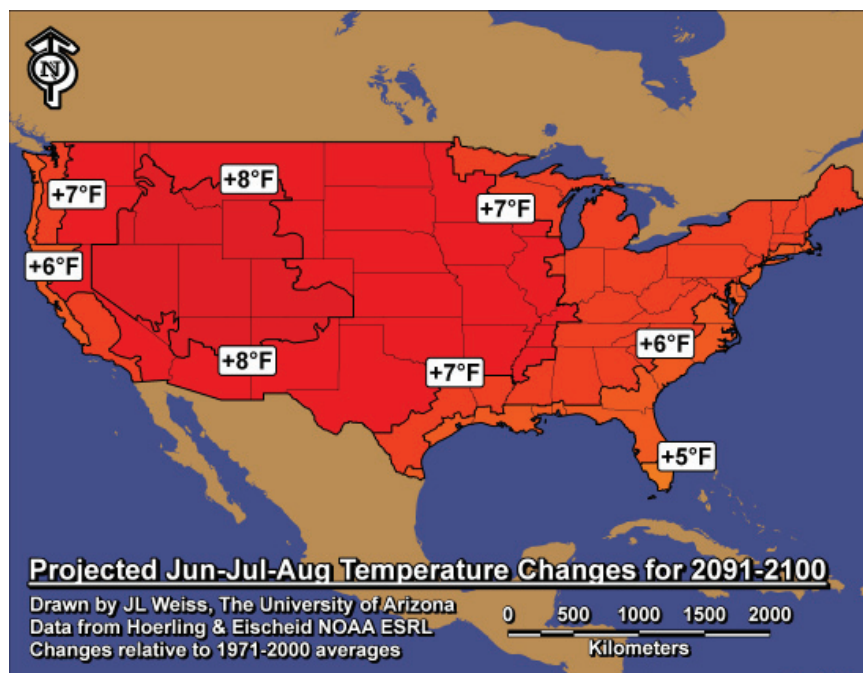 N
+8°F
+7°F
+7°F
+6°F
+8°F
+7°F
+6°F
+5°F
Projected Jun-Jul-Aug Temperature Changes for 2091-2100
Drawn by JL Weiss, The University of Arizona
Data from Hoerling & Eischeid NOAA ESRL
Changes relative to 1971-2000 averages
0 500 1000 1500 2000
Kilometers